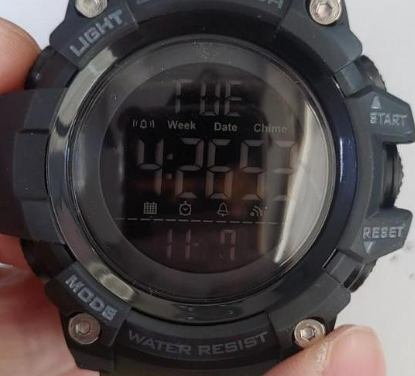 LIGHT
TUE
Week Date Chime
START
4:26 53
RESET
11- 7
MODE
WATER RESIST